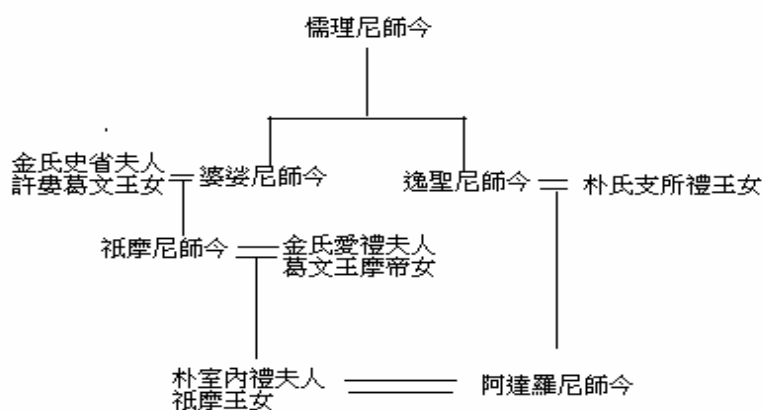 儒理尼師今
金氏史省夫人
許婁葛文王女
婆娑尼師今
逸聖尼師今
朴氏支所禮王女
祇摩尼師今
金氏愛禮夫人
葛文王摩帝女
朴室內禮夫人
祇摩王女
阿達羅尼師今